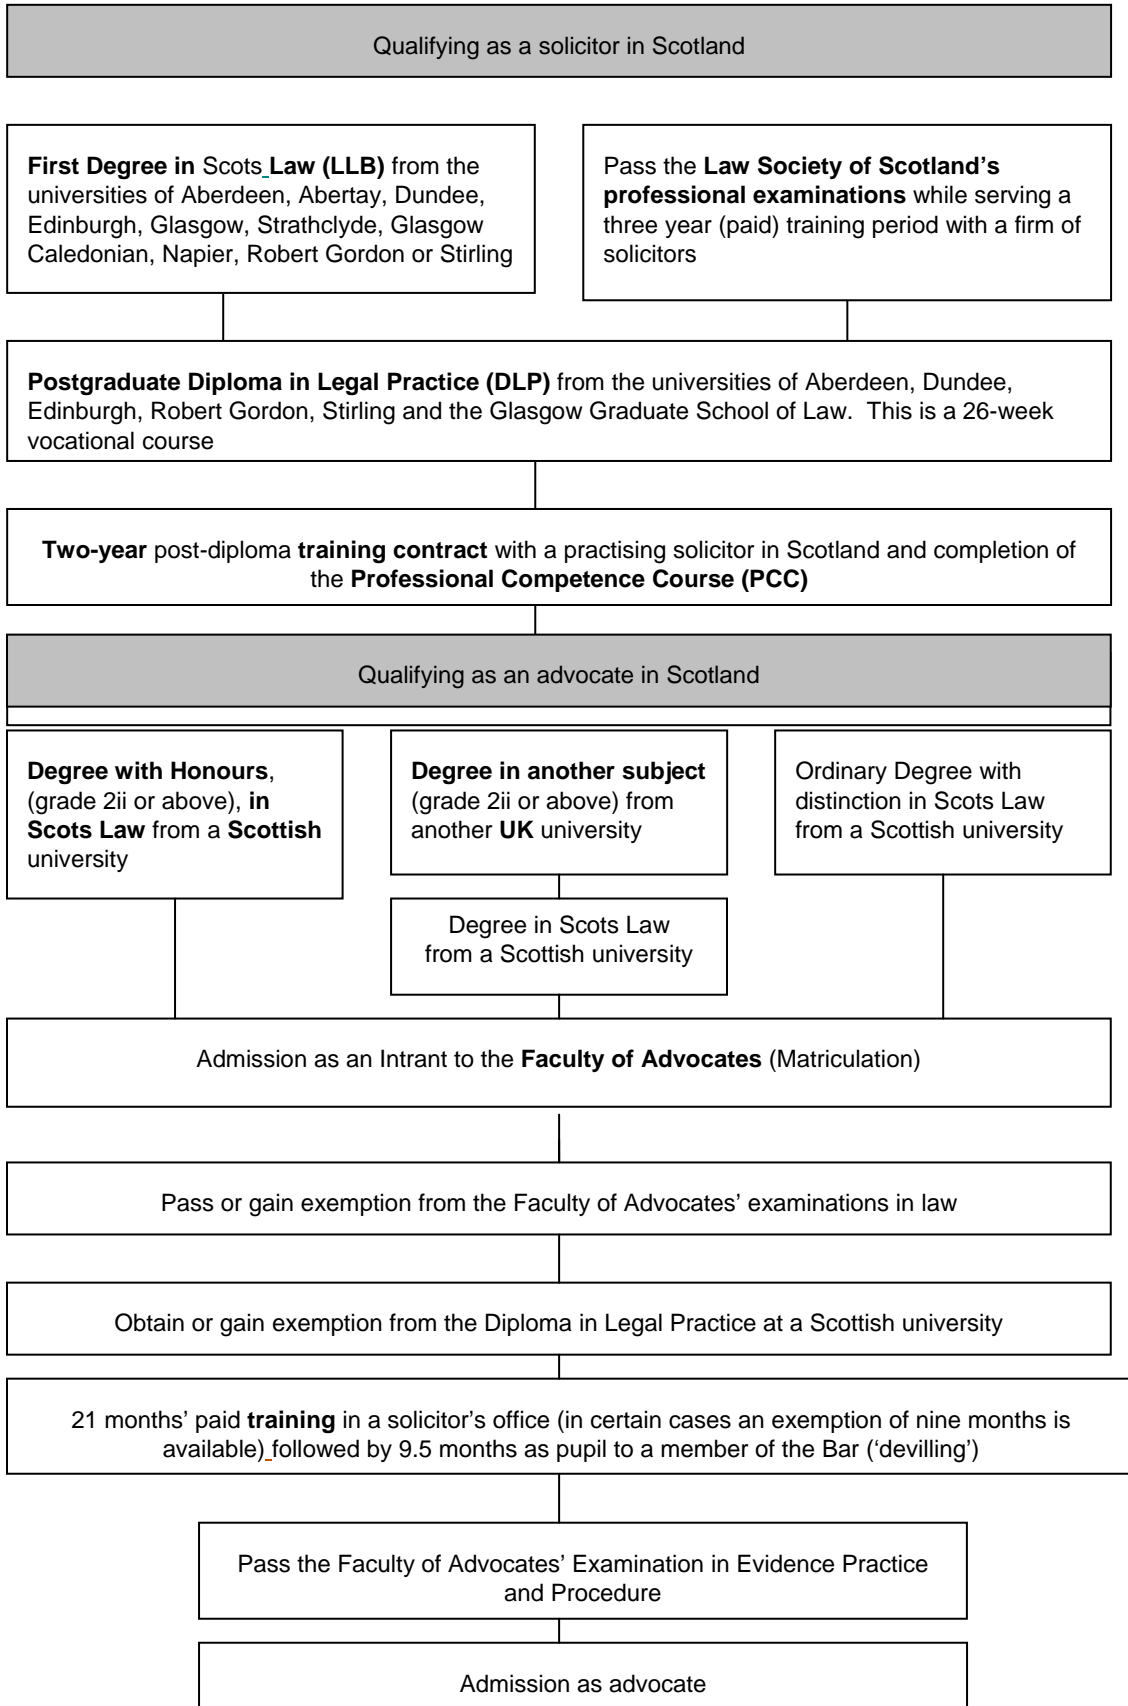 Qualifying as a solicitor in Scotland
First Degree in Scots Law (LLB) from the
universities of Aberdeen, Abertay, Dundee,
Edinburgh, Glasgow, Strathclyde, Glasgow
Caledonian, Napier, Robert Gordon or Stirling
Pass the Law Society of Scotland’s
professional examinations while serving a
three year (paid) training period with a firm of
solicitors
Postgraduate Diploma in Legal Practice (DLP) from the universities of Aberdeen, Dundee,
Edinburgh, Robert Gordon, Stirling and the Glasgow Graduate School of Law. This is a 26-week
vocational course
Two-year post-diploma training contract with a practising solicitor in Scotland and completion of
the Professional Competence Course (PCC)
Qualifying as an advocate in Scotland
Degree with Honours,
(grade 2ii or above), in
Scots Law from a Scottish
university
Degree in another subject
(grade 2ii or above) from
another UK university
Ordinary Degree with
distinction in Scots Law
from a Scottish university
Degree in Scots Law
from a Scottish university
Admission as an Intrant to the Faculty of Advocates (Matriculation)
Pass or gain exemption from the Faculty of Advocates’ examinations in law
Obtain or gain exemption from the Diploma in Legal Practice at a Scottish university
21 months’ paid training in a solicitor’s office (in certain cases an exemption of nine months is
available) followed by 9.5 months as pupil to a member of the Bar (‘devilling’)
Pass the Faculty of Advocates’ Examination in Evidence Practice
and Procedure
Admission as advocate